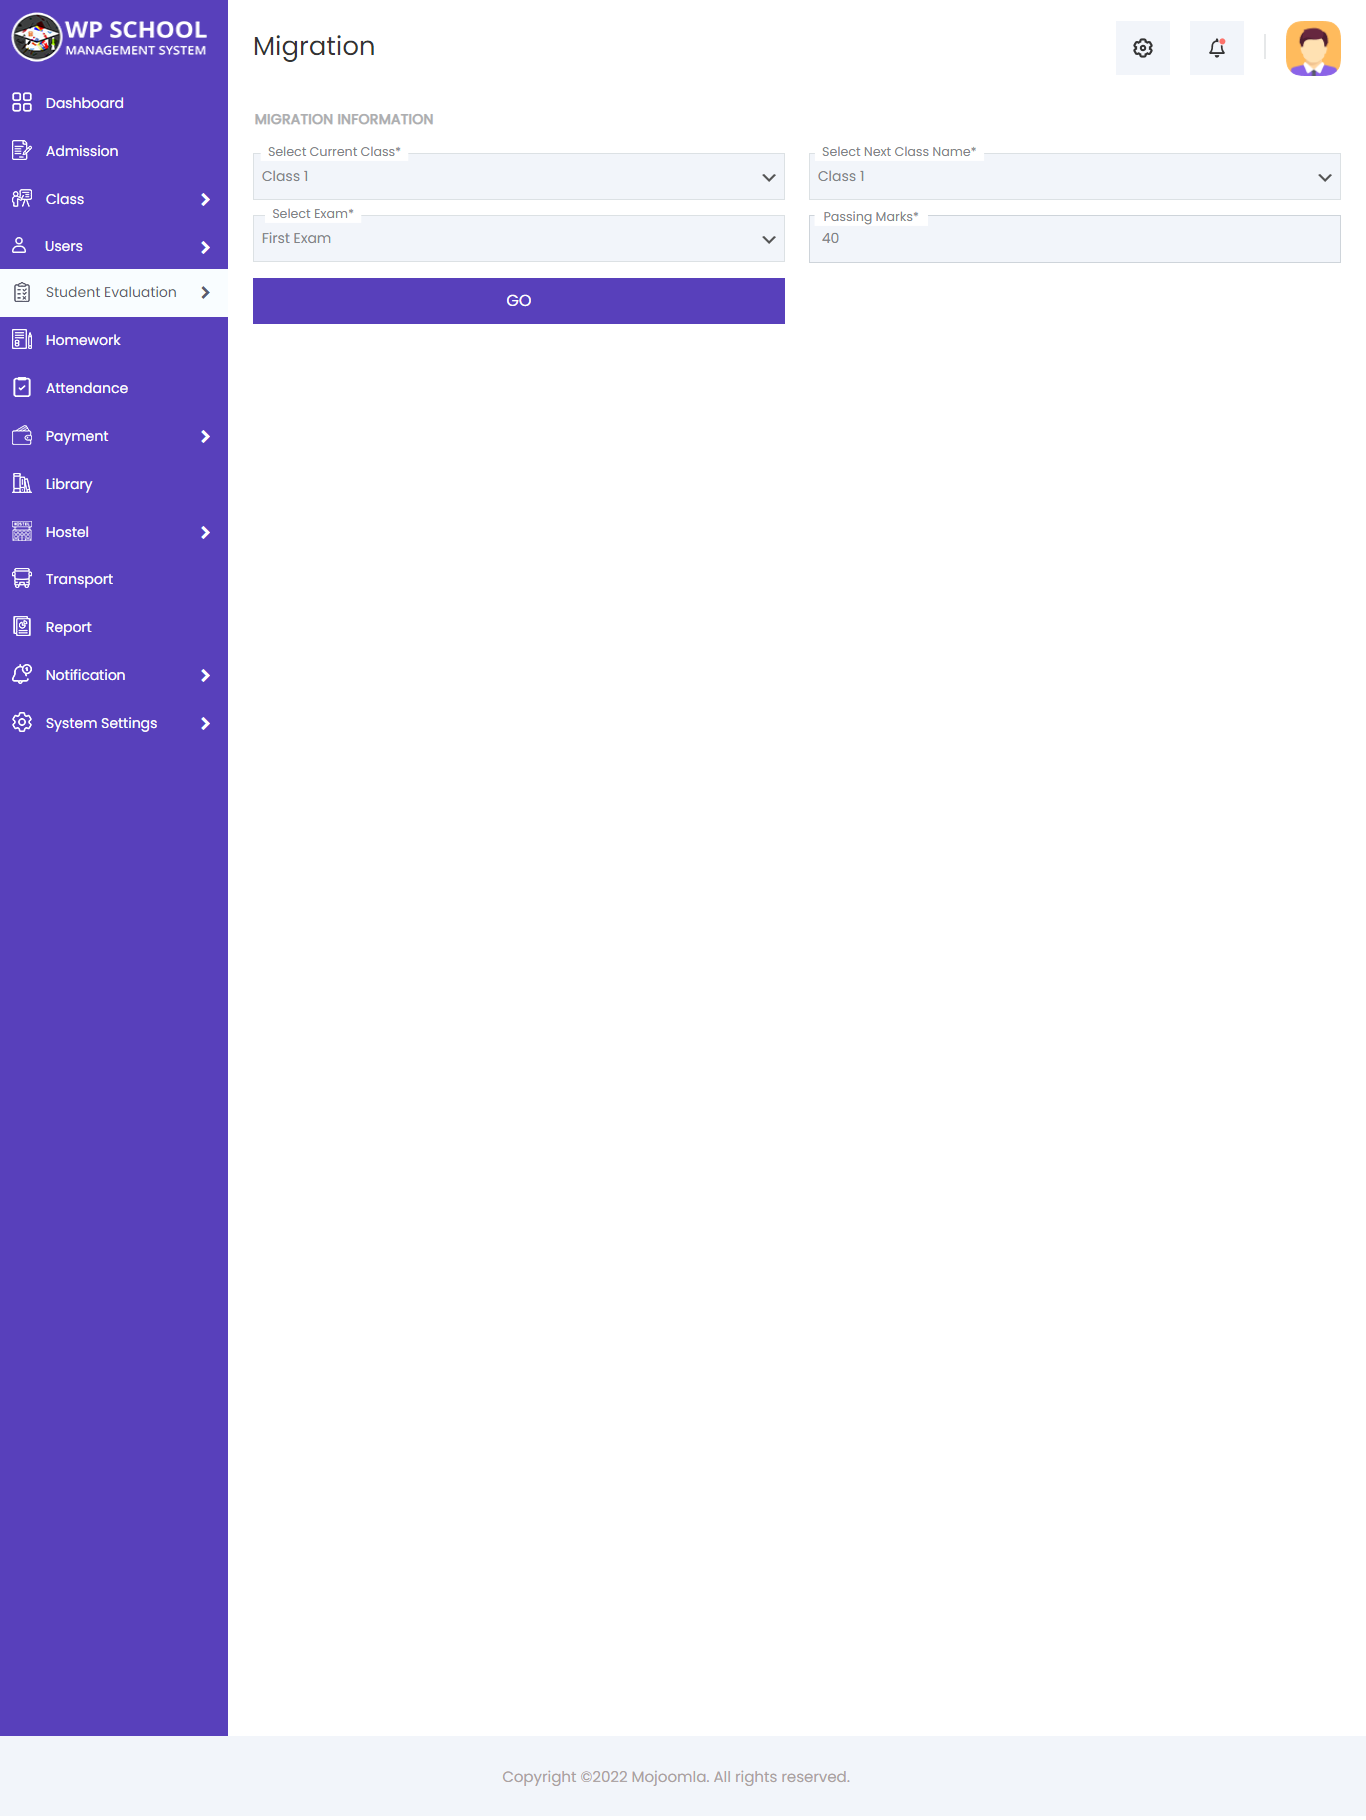 WP SCHOOL
MANAGEMENT SYSTEM
Migration
Dashboard
Admission
Class
Users
Student Evaluation
Homework
Attendance
Payment
Library
Hostel
Transport
Report
Notification
System Settings
MIGRATION INFORMATION
Select Current Class*
Class 1
Select Next Class Name*
Class 1
Select Exam*
First Exam
Passing Marks*
40
GO
Copyright ©2022 Mojoomla. All rights reserved.